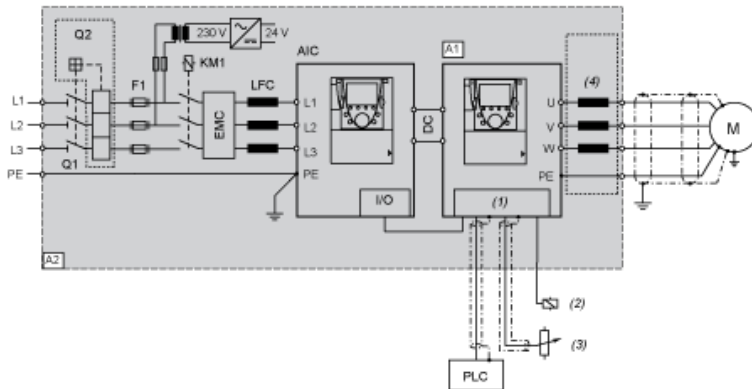 Q2
230 V
24 V
KM1
AIC
A1
F1
LFC
(4)
L1
L2
L3
PE
Q1
EMC
L1
L2
L3
PE
I/O
DC
U
V
W
PE
(1)
M
A2
(2)
(3)
PLC